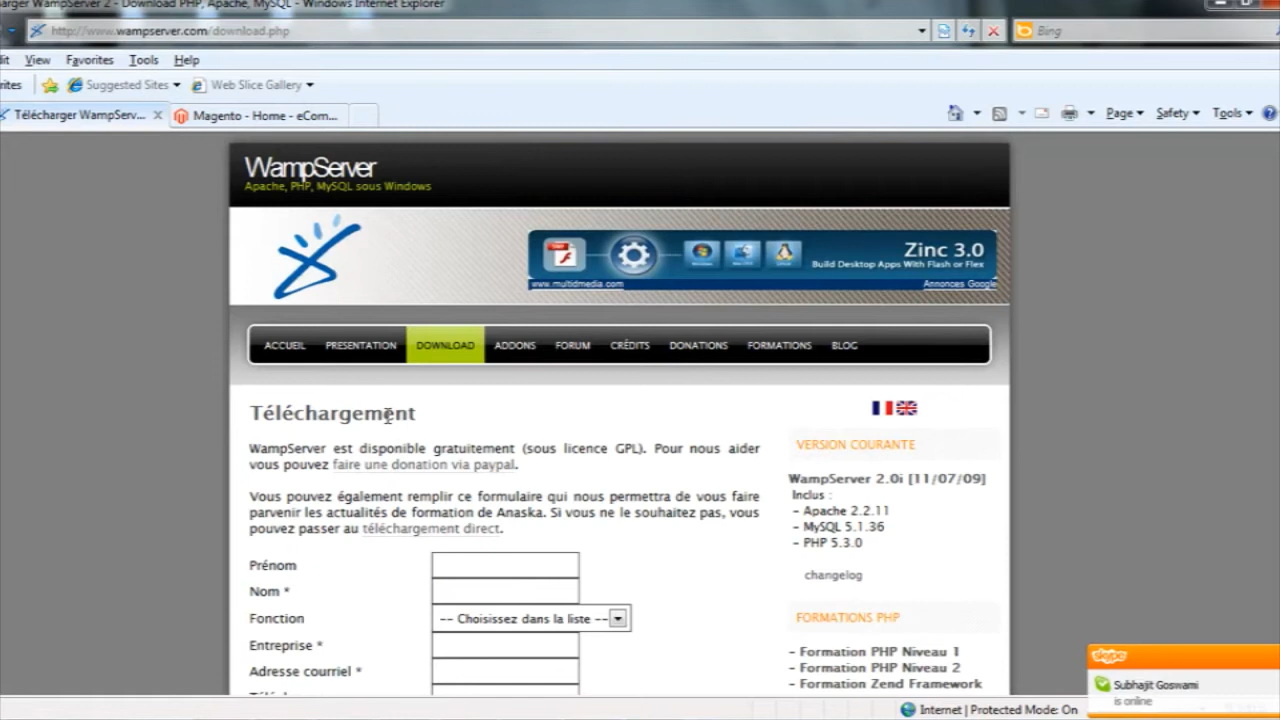 WampServer 2 - Download PHP, Apache, MySQL - Windows Internet Explorer
http://www.wampserver.com/download.php
Bing
View Favorites Tools Help
Suggested Sites Web Slice Gallery
Télécharger WampServ... Magento - Home - eCom...
Page Safety Tools
WampServer
Apache, PHP, MySQL sous Windows
Zinc 3.0
Build Desktop Apps With Flash or Flex
www.multidmedia.com Annonces Google
ACCUEIL PRESENTATION DOWNLOAD ADDONS FORUM CRÉDITS DONATIONS FORMATIONS BLOG
Téléchargement
WampServer est disponible gratuitement (sous licence GPL). Pour nous aider
vous pouvez faire une donation via paypal.
Vous pouvez également remplir ce formulaire qui nous permettra de vous faire
parvenir les actualités de formation de Anaska. Si vous ne le souhaitez pas, vous
pouvez passer au téléchargement direct.
Prénom
Nom *
Fonction -- Choisissez dans la liste --
Entreprise *
Adresse courriel *
VERSION COURANTE
WampServer 2.0i [11/07/09]
Inclus :
- Apache 2.2.11
- MySQL 5.1.36
- PHP 5.3.0
changelog
FORMATIONS PHP
- Formation PHP Niveau 1
- Formation PHP Niveau 2
- Formation Zend Framework
skype
Subhajit Goswami
is online
Internet | Protected Mode: On